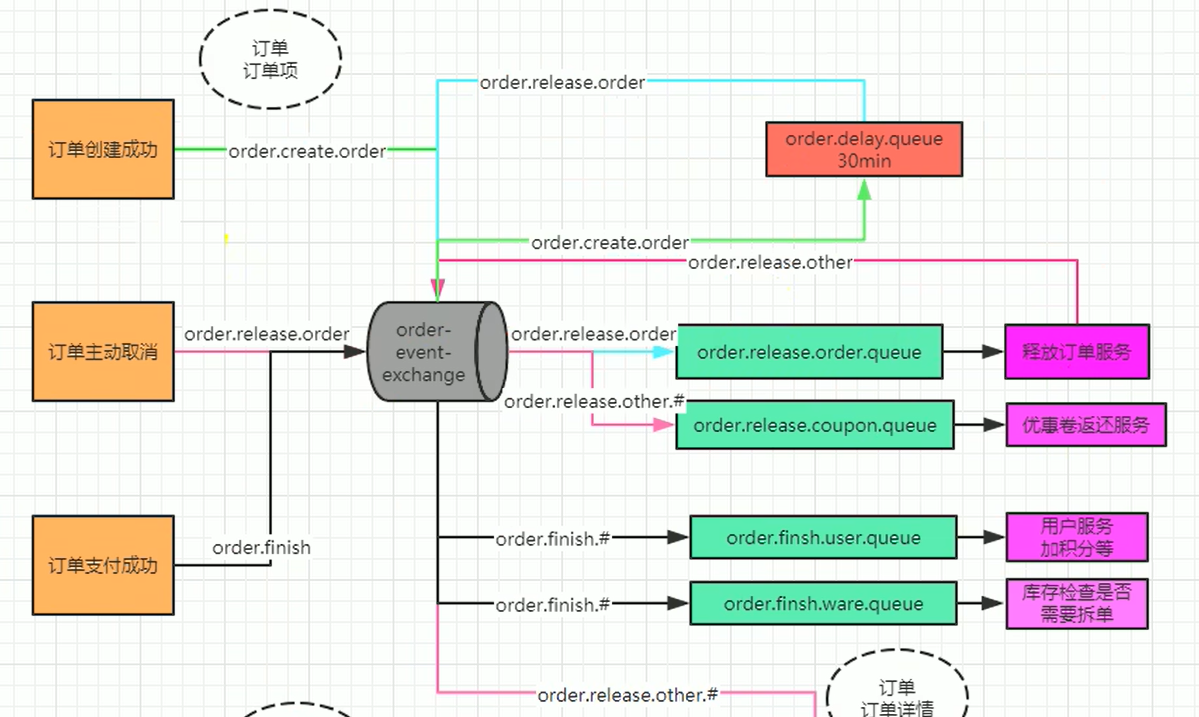 订单
订单项
order.release.order
order.delay.queue
30min
订单创建成功
order.create.order
order.create.order
order.release.other
订单主动取消
order.release.order
order-
event-
exchange
order.release.order
order.release.order.queue
释放订单服务
order.release.other.#
order.release.coupon.queue
优惠卷返还服务
订单支付成功
order.finish
order.finish.#
order.finsh.user.queue
用户服务
加积分等
order.finish.#
order.finsh.ware.queue
库存检查是否
需要拆单
order.release.other.#
订单
订单详情